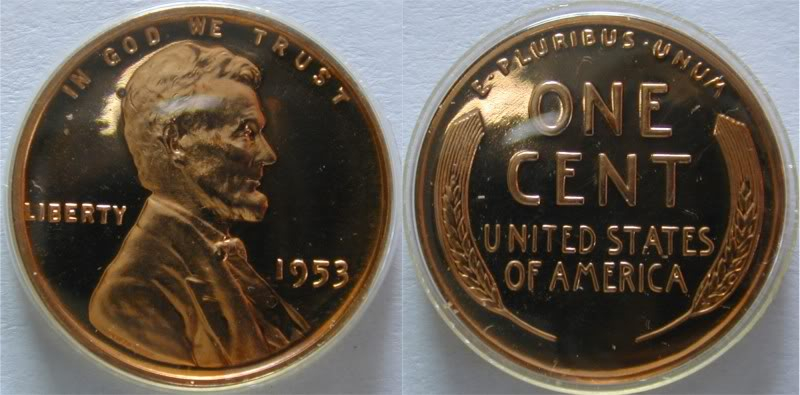 IN GOD WE TRUST
LIBERTY
1953
E·PLURIBUS·UNUM
ONE
CENT
UNITED STATES
OF AMERICA